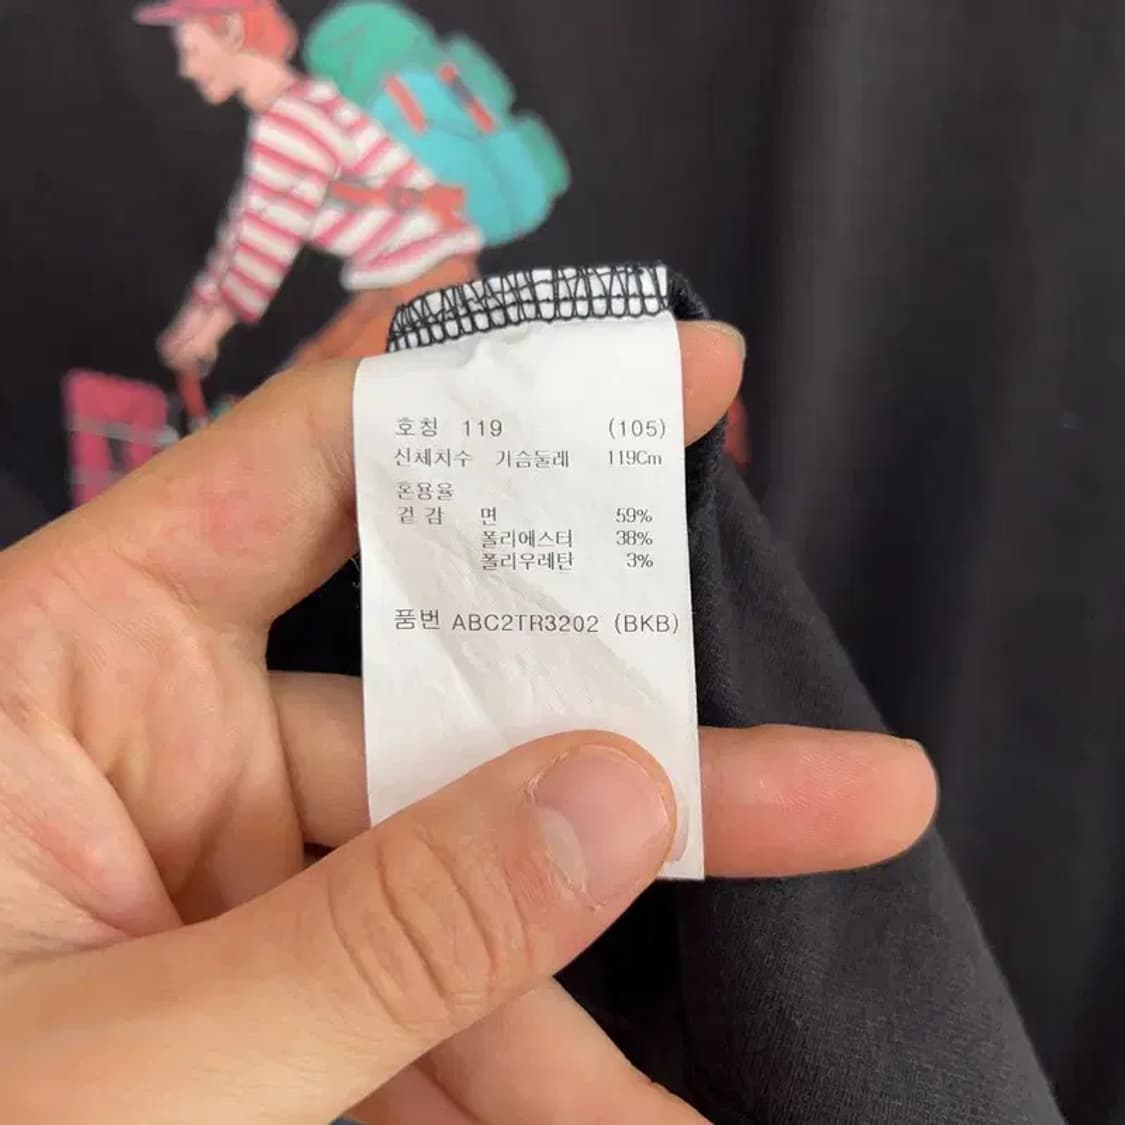 호칭 119 (105)
신체치수 가슴둘레 119Cm
혼용율
겉감 면 59%
폴리에스터 38%
폴리우레탄 3%
품번 ABC2TR3202 (BKB)